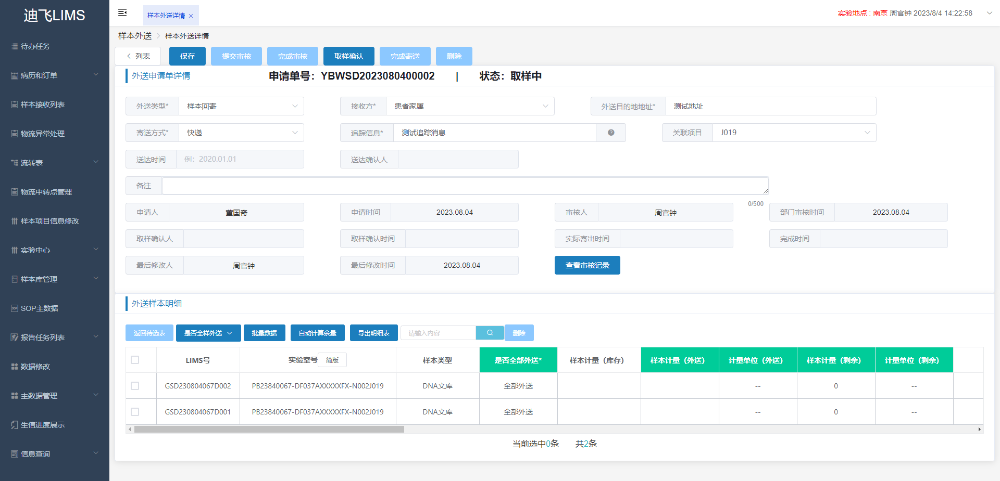 迪飞LIMS
待办任务
病历和订单
样本接收列表
物流异常处理
流转表
物流中转点管理
样本项目信息修改
实验中心
样本库管理
SOP主数据
报告任务列表
数据修改
主数据管理
生信进度展示
信息查询
样本外送详情 ×
实验地点 : 南京 周官钟 2023/8/4 14:22:58
样本外送 > 样本外送详情
< 列表 保存 提交审核 完成审核 取样确认 完成寄送 删除
外送申请单详情 申请单号：YBWSD2023080400002 | 状态：取样中
外送类型* 样本回寄 接收方* 患者家属 外送目的地地址* 测试地址
寄送方式* 快递 追踪信息* 测试追踪消息 关联项目 J019
送达时间 例：2020.01.01 送达确认人
备注
0/500
申请人 董国奇 申请时间 2023.08.04 审核人 周官钟 部门审核时间 2023.08.04
取样确认人 取样确认时间 实际寄出时间 完成时间
最后修改人 周官钟 最后修改时间 2023.08.04 查看审核记录
外送样本明细
返回待选表 是否全样外送 批量数据 自动计算余量 导出明细表 请输入内容 删除
LIMS号 实验室号 简版 样本类型 是否全部外送* 样本计量（库存） 样本计量（外送） 计量单位（外送） 样本计量（剩余） 计量单位（剩余）
GSD230804067D002 PB23840067-DF037AXXXXXFX-N002J019 DNA文库 全部外送 -- 0 --
GSD230804067D001 PB23840067-DF037AXXXXXFX-N002J019 DNA文库 全部外送 -- 0 --
当前选中0条 共2条